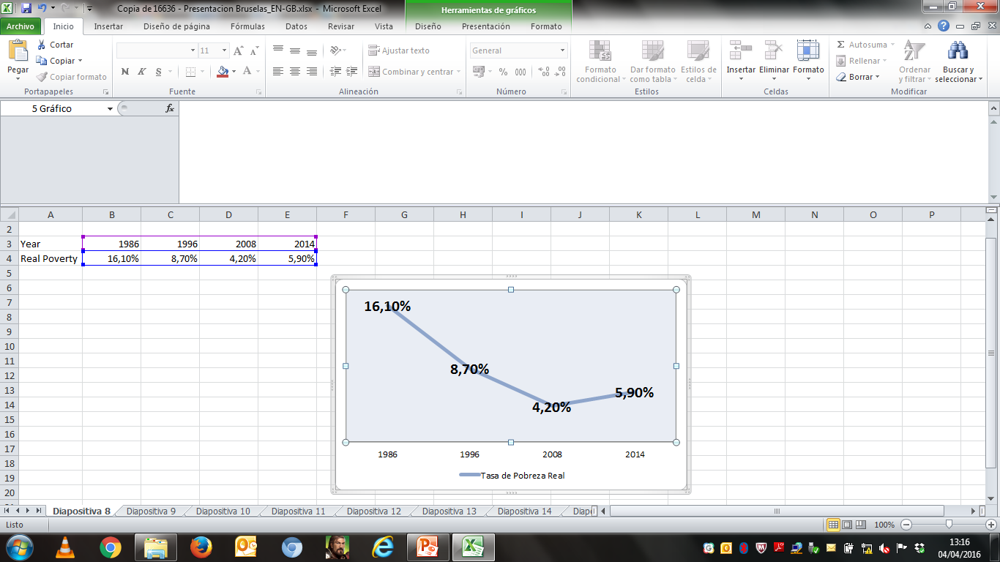 Copia de 16636 - Presentacion Bruselas_EN-GB.xlsx - Microsoft Excel
Herramientas de gráficos
Archivo Inicio Insertar Diseño de página Fórmulas Datos Revisar Vista Diseño Presentación Formato
Pegar
Cortar
Copiar
Copiar formato
Portapapeles
11
N K S
Fuente
Ajustar texto
Combinar y centrar
Alineación
General
% 000
Número
Formato condicional
Dar formato como tabla
Estilos de celda
Estilos
Insertar Eliminar Formato
Celdas
Autosuma
Rellenar
Borrar
Ordenar y filtrar
Buscar y seleccionar
Modificar
5 Gráfico fx
A B C D E F G H I J K L M N O P
2
3 Year 1986 1996 2008 2014
4 Real Poverty 16,10% 8,70% 4,20% 5,90%
5
6
7
8
9
10
11
12
13
14
15
16
17
18
19
20
16,10%
8,70%
4,20%
5,90%
1986 1996 2008 2014
Tasa de Pobreza Real
Diapositiva 8 Diapositiva 9 Diapositiva 10 Diapositiva 11 Diapositiva 12 Diapositiva 13 Diapositiva 14 Diap
Listo 100%
13:16
04/04/2016